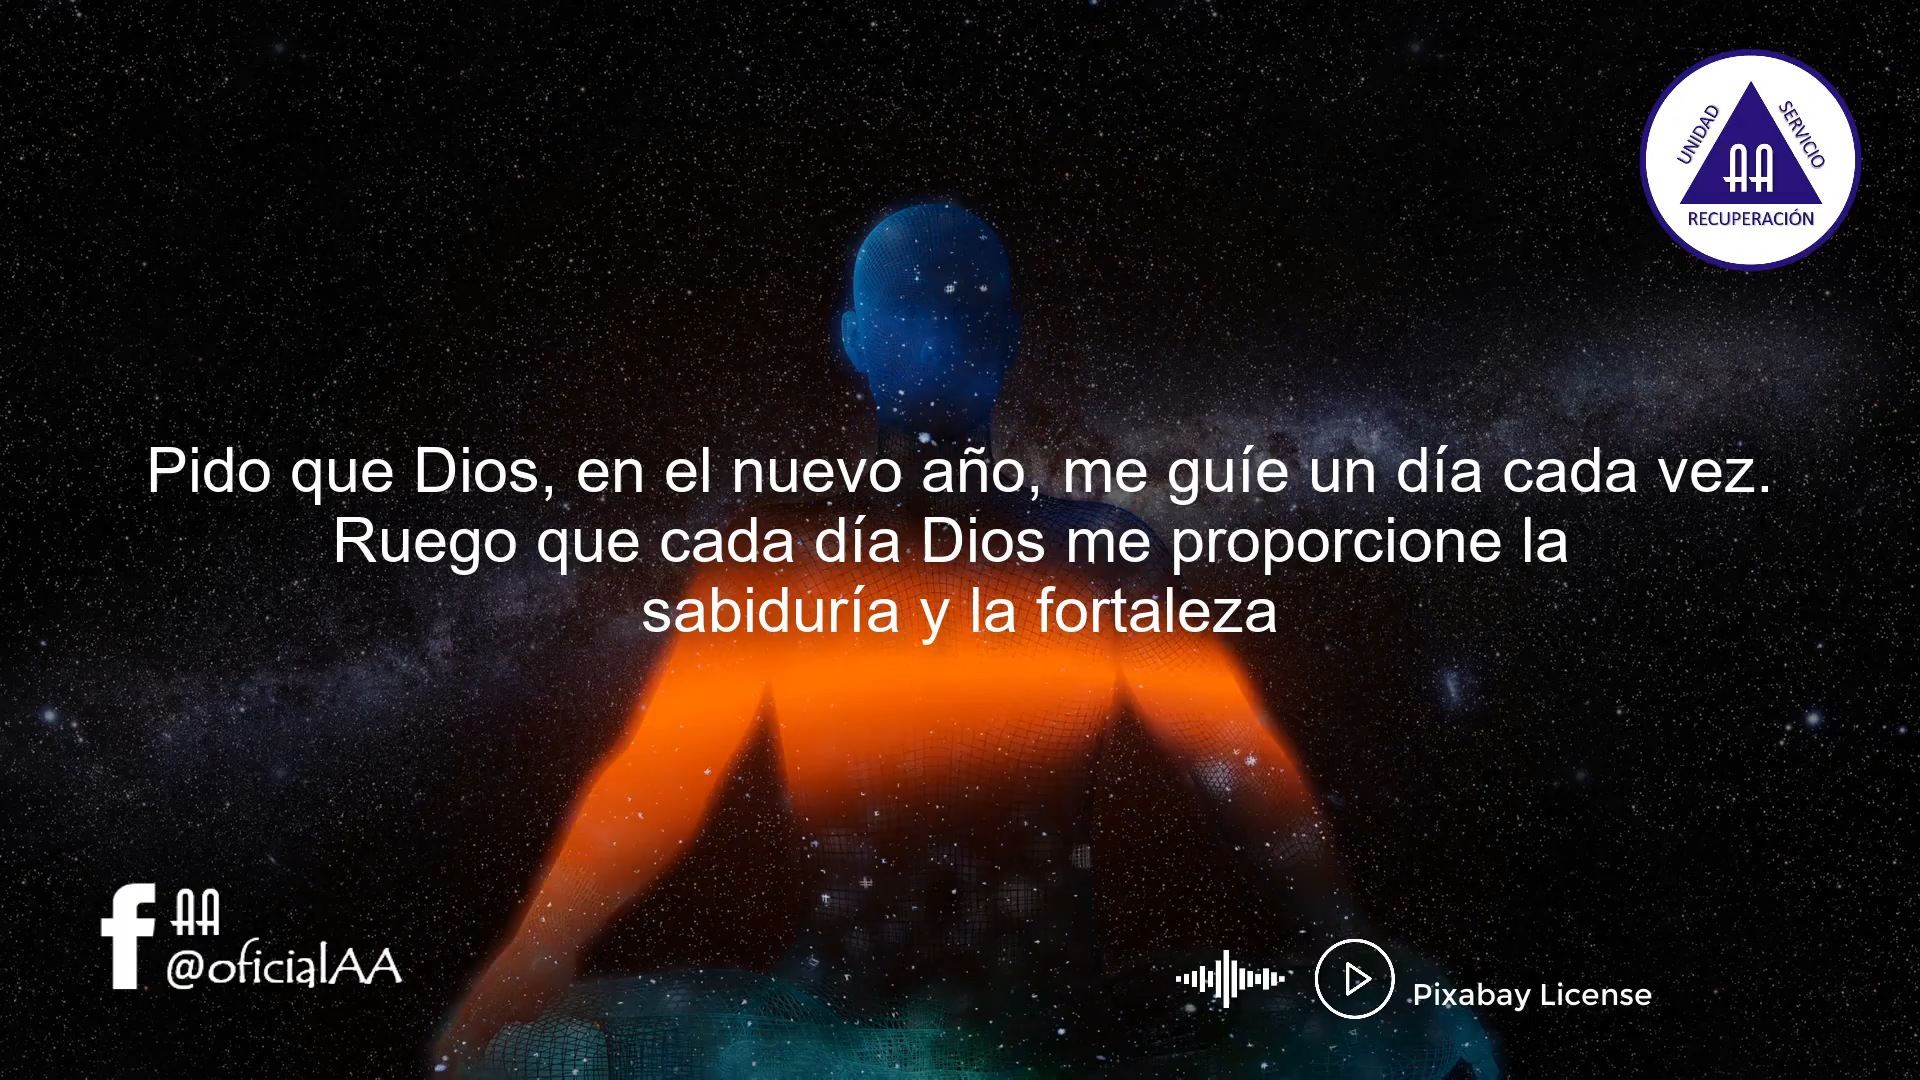 UNIDAD
SERVICIO
AA
RECUPERACIÓN
Pido que Dios, en el nuevo año, me guíe un día cada vez.
Ruego que cada día Dios me proporcione la
sabiduría y la fortaleza
f AA
@oficialAA
Pixabay License